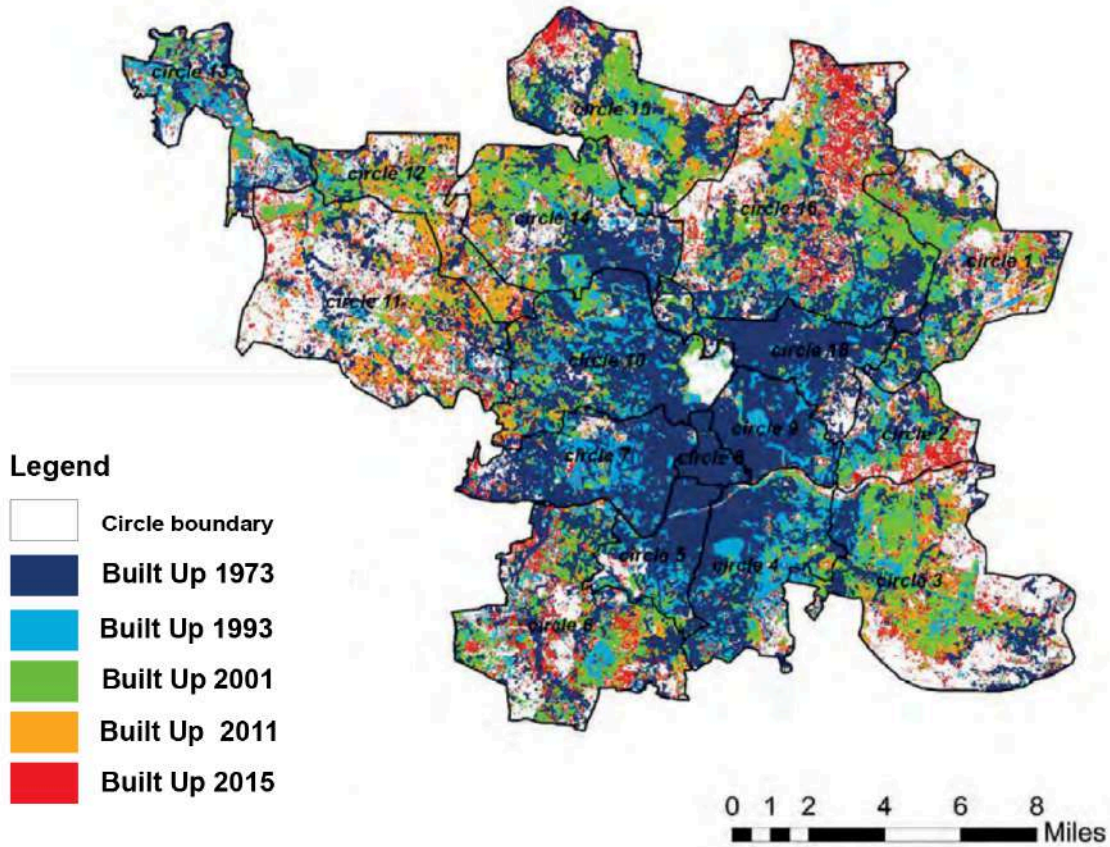 circle 13
circle 15
circle 12
circle 14
circle 16
circle 1
circle 11
circle 10
circle 18
circle 9
circle 2
circle 7
circle 8
circle 5
circle 4
circle 3
circle 6
Legend
Circle boundary
Built Up 1973
Built Up 1993
Built Up 2001
Built Up 2011
Built Up 2015
0 1 2 4 6 8
Miles